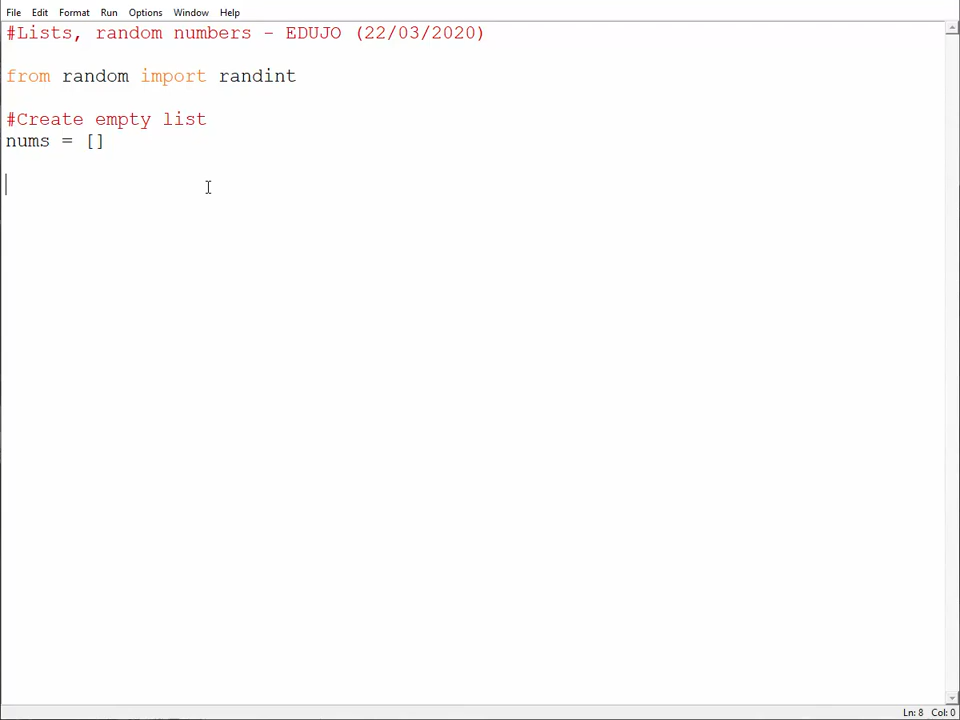 File Edit Format Run Options Window Help
#Lists, random numbers - EDUJO (22/03/2020)
from random import randint
#Create empty list
nums = []
Ln: 8 Col: 0